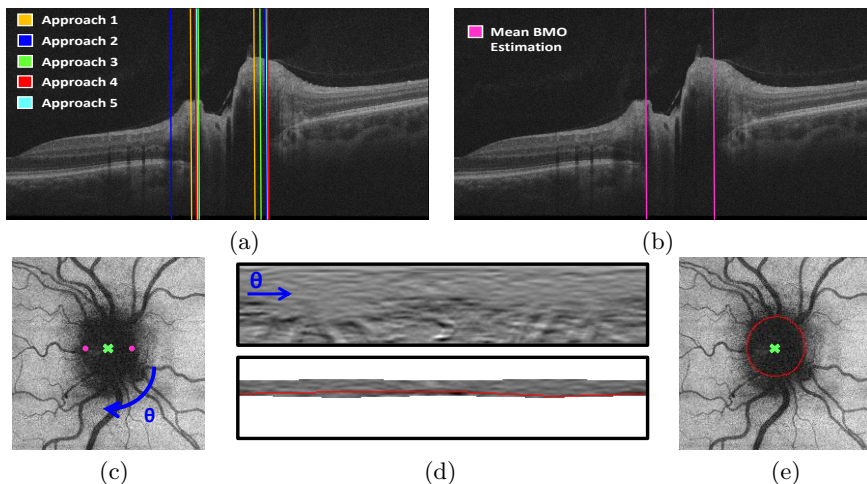 Approach 1
Approach 2
Approach 3
Approach 4
Approach 5
Mean BMO
Estimation
(a)
(b)
θ
θ
(c)
(d)
(e)